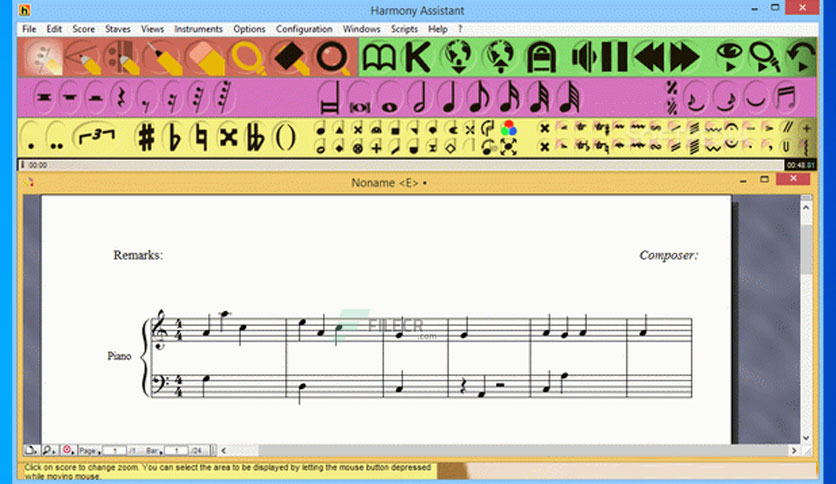 Harmony Assistant
File Edit Score Staves Views Instruments Options Configuration Windows Scripts Help ?
00:00 00:48.01
Noname <E> •
Remarks: Composer:
FILECR
.com
Piano
Page 1 /1 Bar 1 /24
Click on score to change zoom. You can select the area to be displayed by letting the mouse button depressed
while moving mouse.